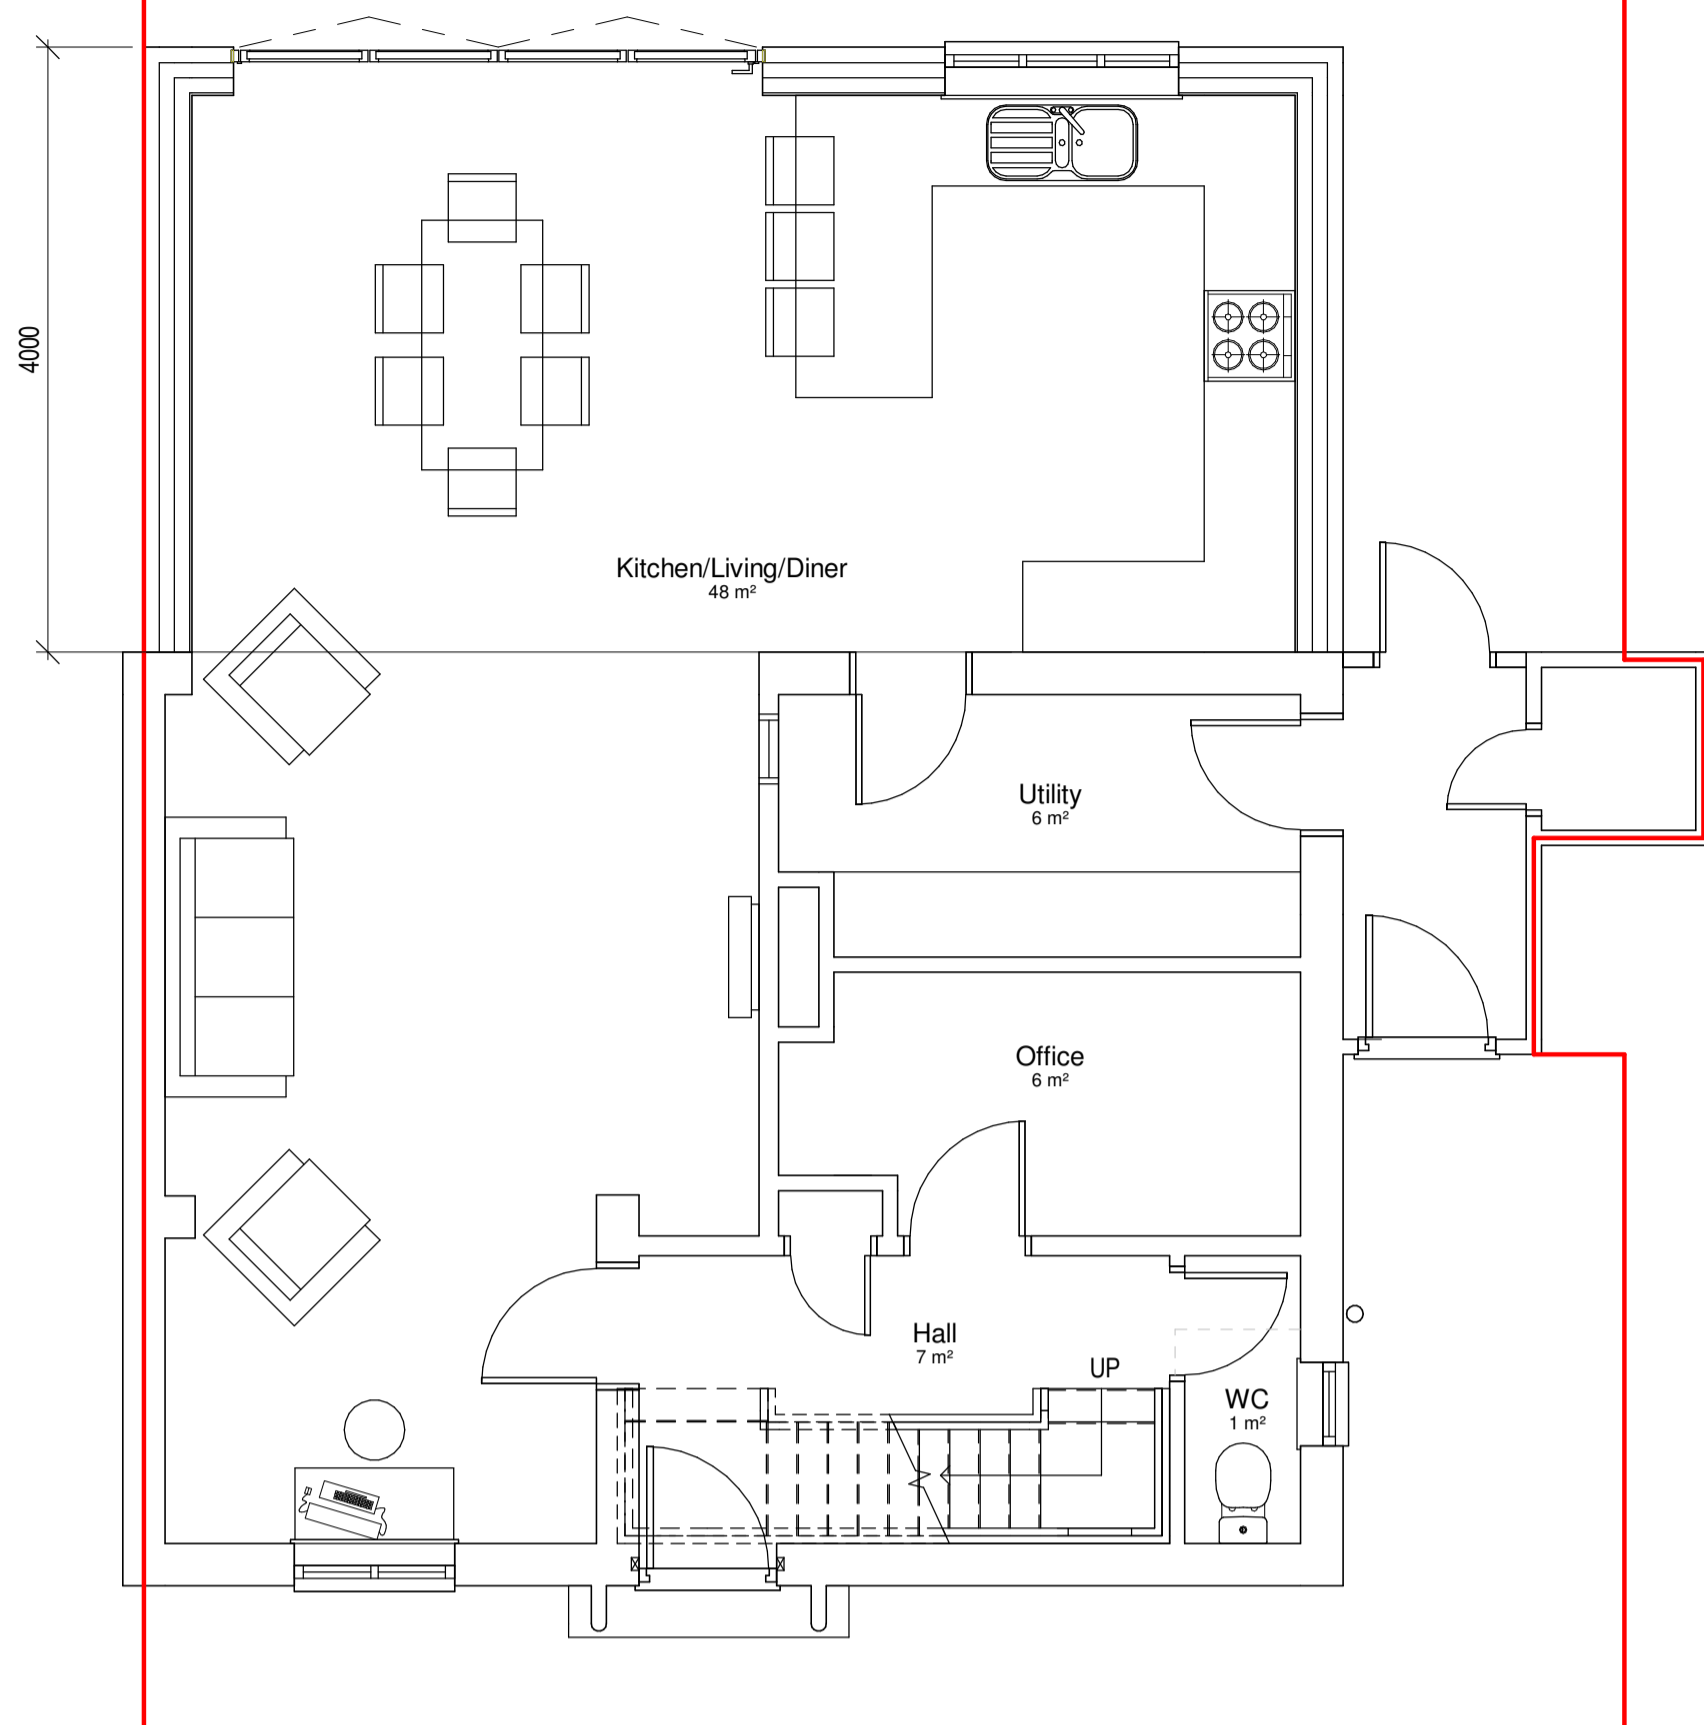 4000
Kitchen/Living/Diner
48 m²
Utility
6 m²
Office
6 m²
Hall
7 m²
UP
WC
1 m²